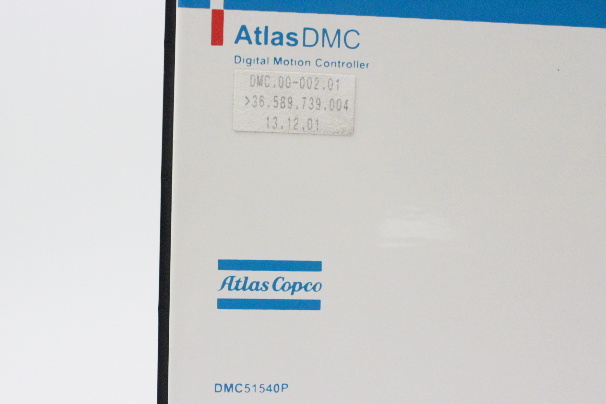 AtlasDMC
Digital Motion Controller
DMC.00-002.01
>36.589.739.004
13.12.01
Atlas Copco
DMC51540P